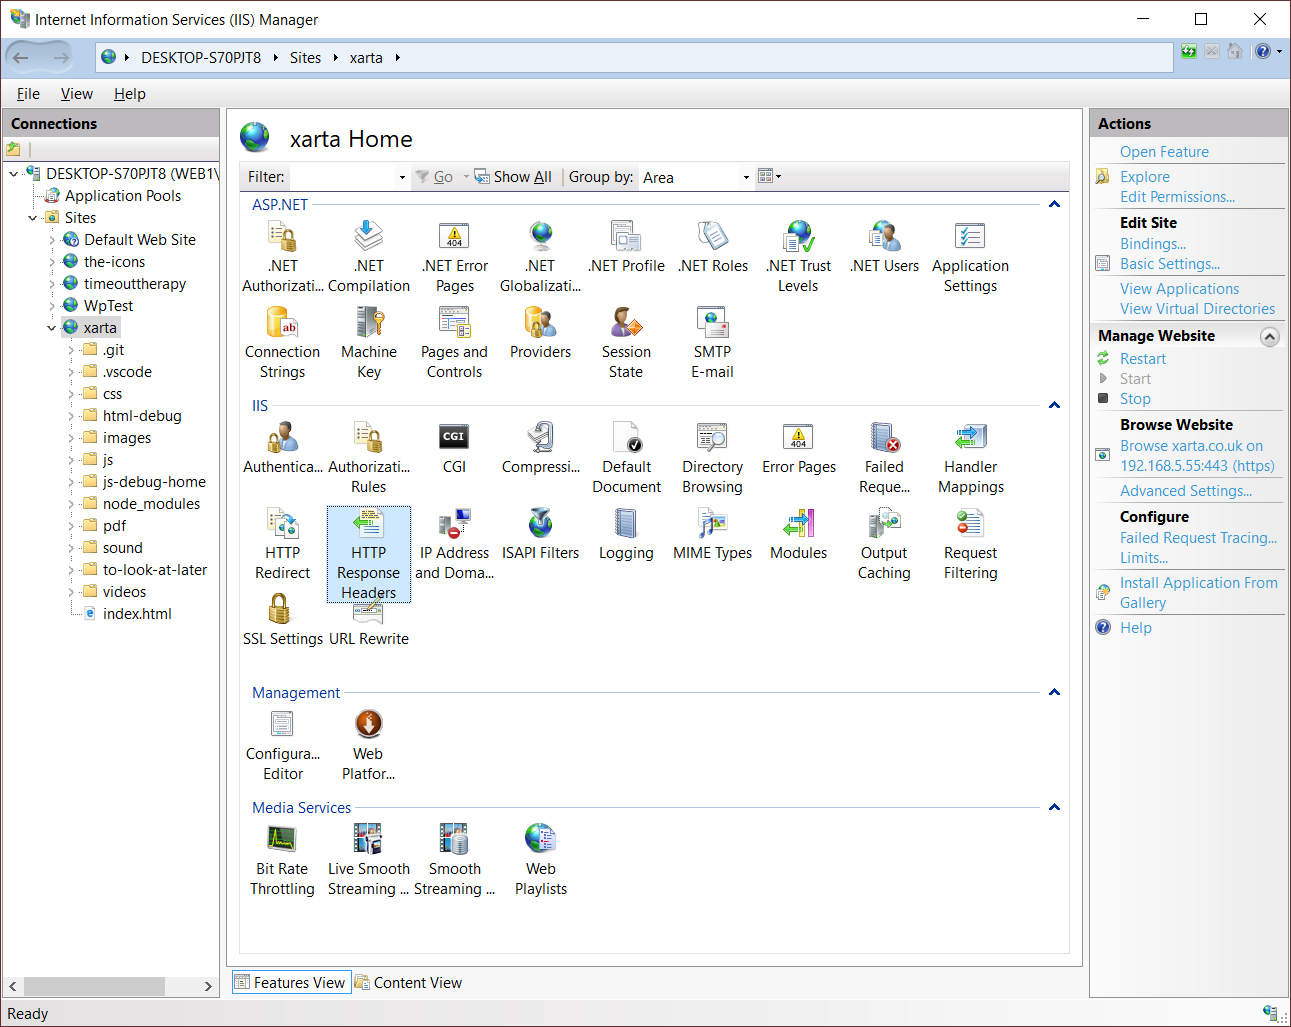 Internet Information Services (IIS) Manager
DESKTOP-S70PJT8 Sites xarta
File View Help
Connections
DESKTOP-S70PJT8 (WEB1\
Application Pools
Sites
Default Web Site
the-icons
timeouttherapy
WpTest
xarta
.git
.vscode
css
html-debug
images
js
js-debug-home
node_modules
pdf
sound
to-look-at-later
videos
index.html
xarta Home
Filter: Go Show All Group by: Area
ASP.NET
.NET Authorizati...
.NET Compilation
.NET Error Pages
.NET Globalizati...
.NET Profile
.NET Roles
.NET Trust Levels
.NET Users
Application Settings
Connection Strings
Machine Key
Pages and Controls
Providers
Session State
SMTP E-mail
IIS
Authentica...
Authorizati... Rules
CGI
Compressi...
Default Document
Directory Browsing
Error Pages
Failed Reque...
Handler Mappings
HTTP Redirect
HTTP Response Headers
IP Address and Doma...
ISAPI Filters
Logging
MIME Types
Modules
Output Caching
Request Filtering
SSL Settings
URL Rewrite
Management
Configura... Editor
Web Platfor...
Media Services
Bit Rate Throttling
Live Smooth Streaming ...
Smooth Streaming ...
Web Playlists
Features View Content View
Actions
Open Feature
Explore
Edit Permissions...
Edit Site
Bindings...
Basic Settings...
View Applications
View Virtual Directories
Manage Website
Restart
Start
Stop
Browse Website
Browse xarta.co.uk on
192.168.5.55:443 (https)
Advanced Settings...
Configure
Failed Request Tracing...
Limits...
Install Application From
Gallery
Help
Ready